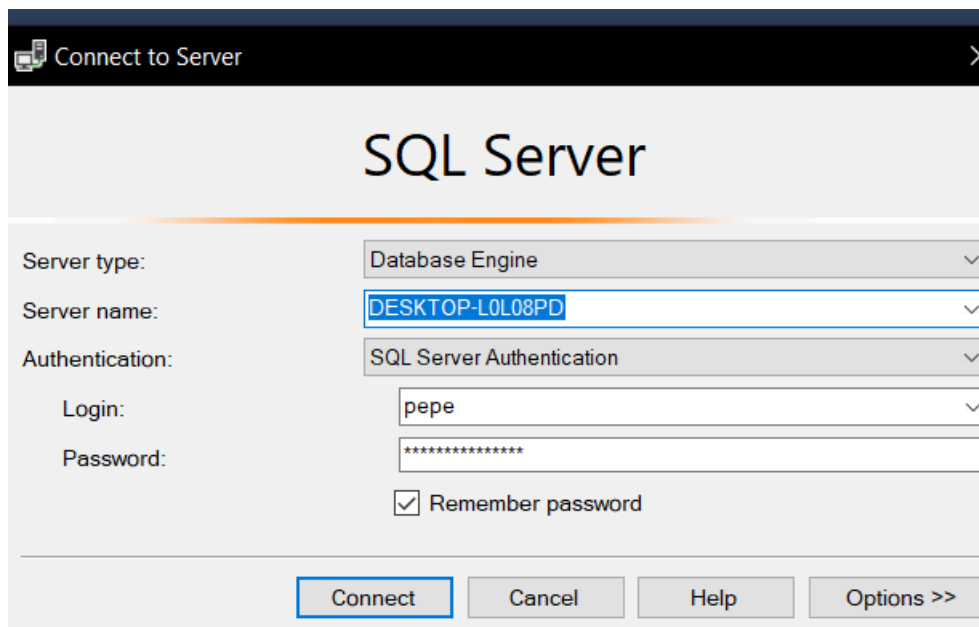 Connect to Server
SQL Server
Server type: Database Engine
Server name: DESKTOP-L0L08PD
Authentication: SQL Server Authentication
Login: pepe
Password: ***************
Remember password
Connect Cancel Help Options >>